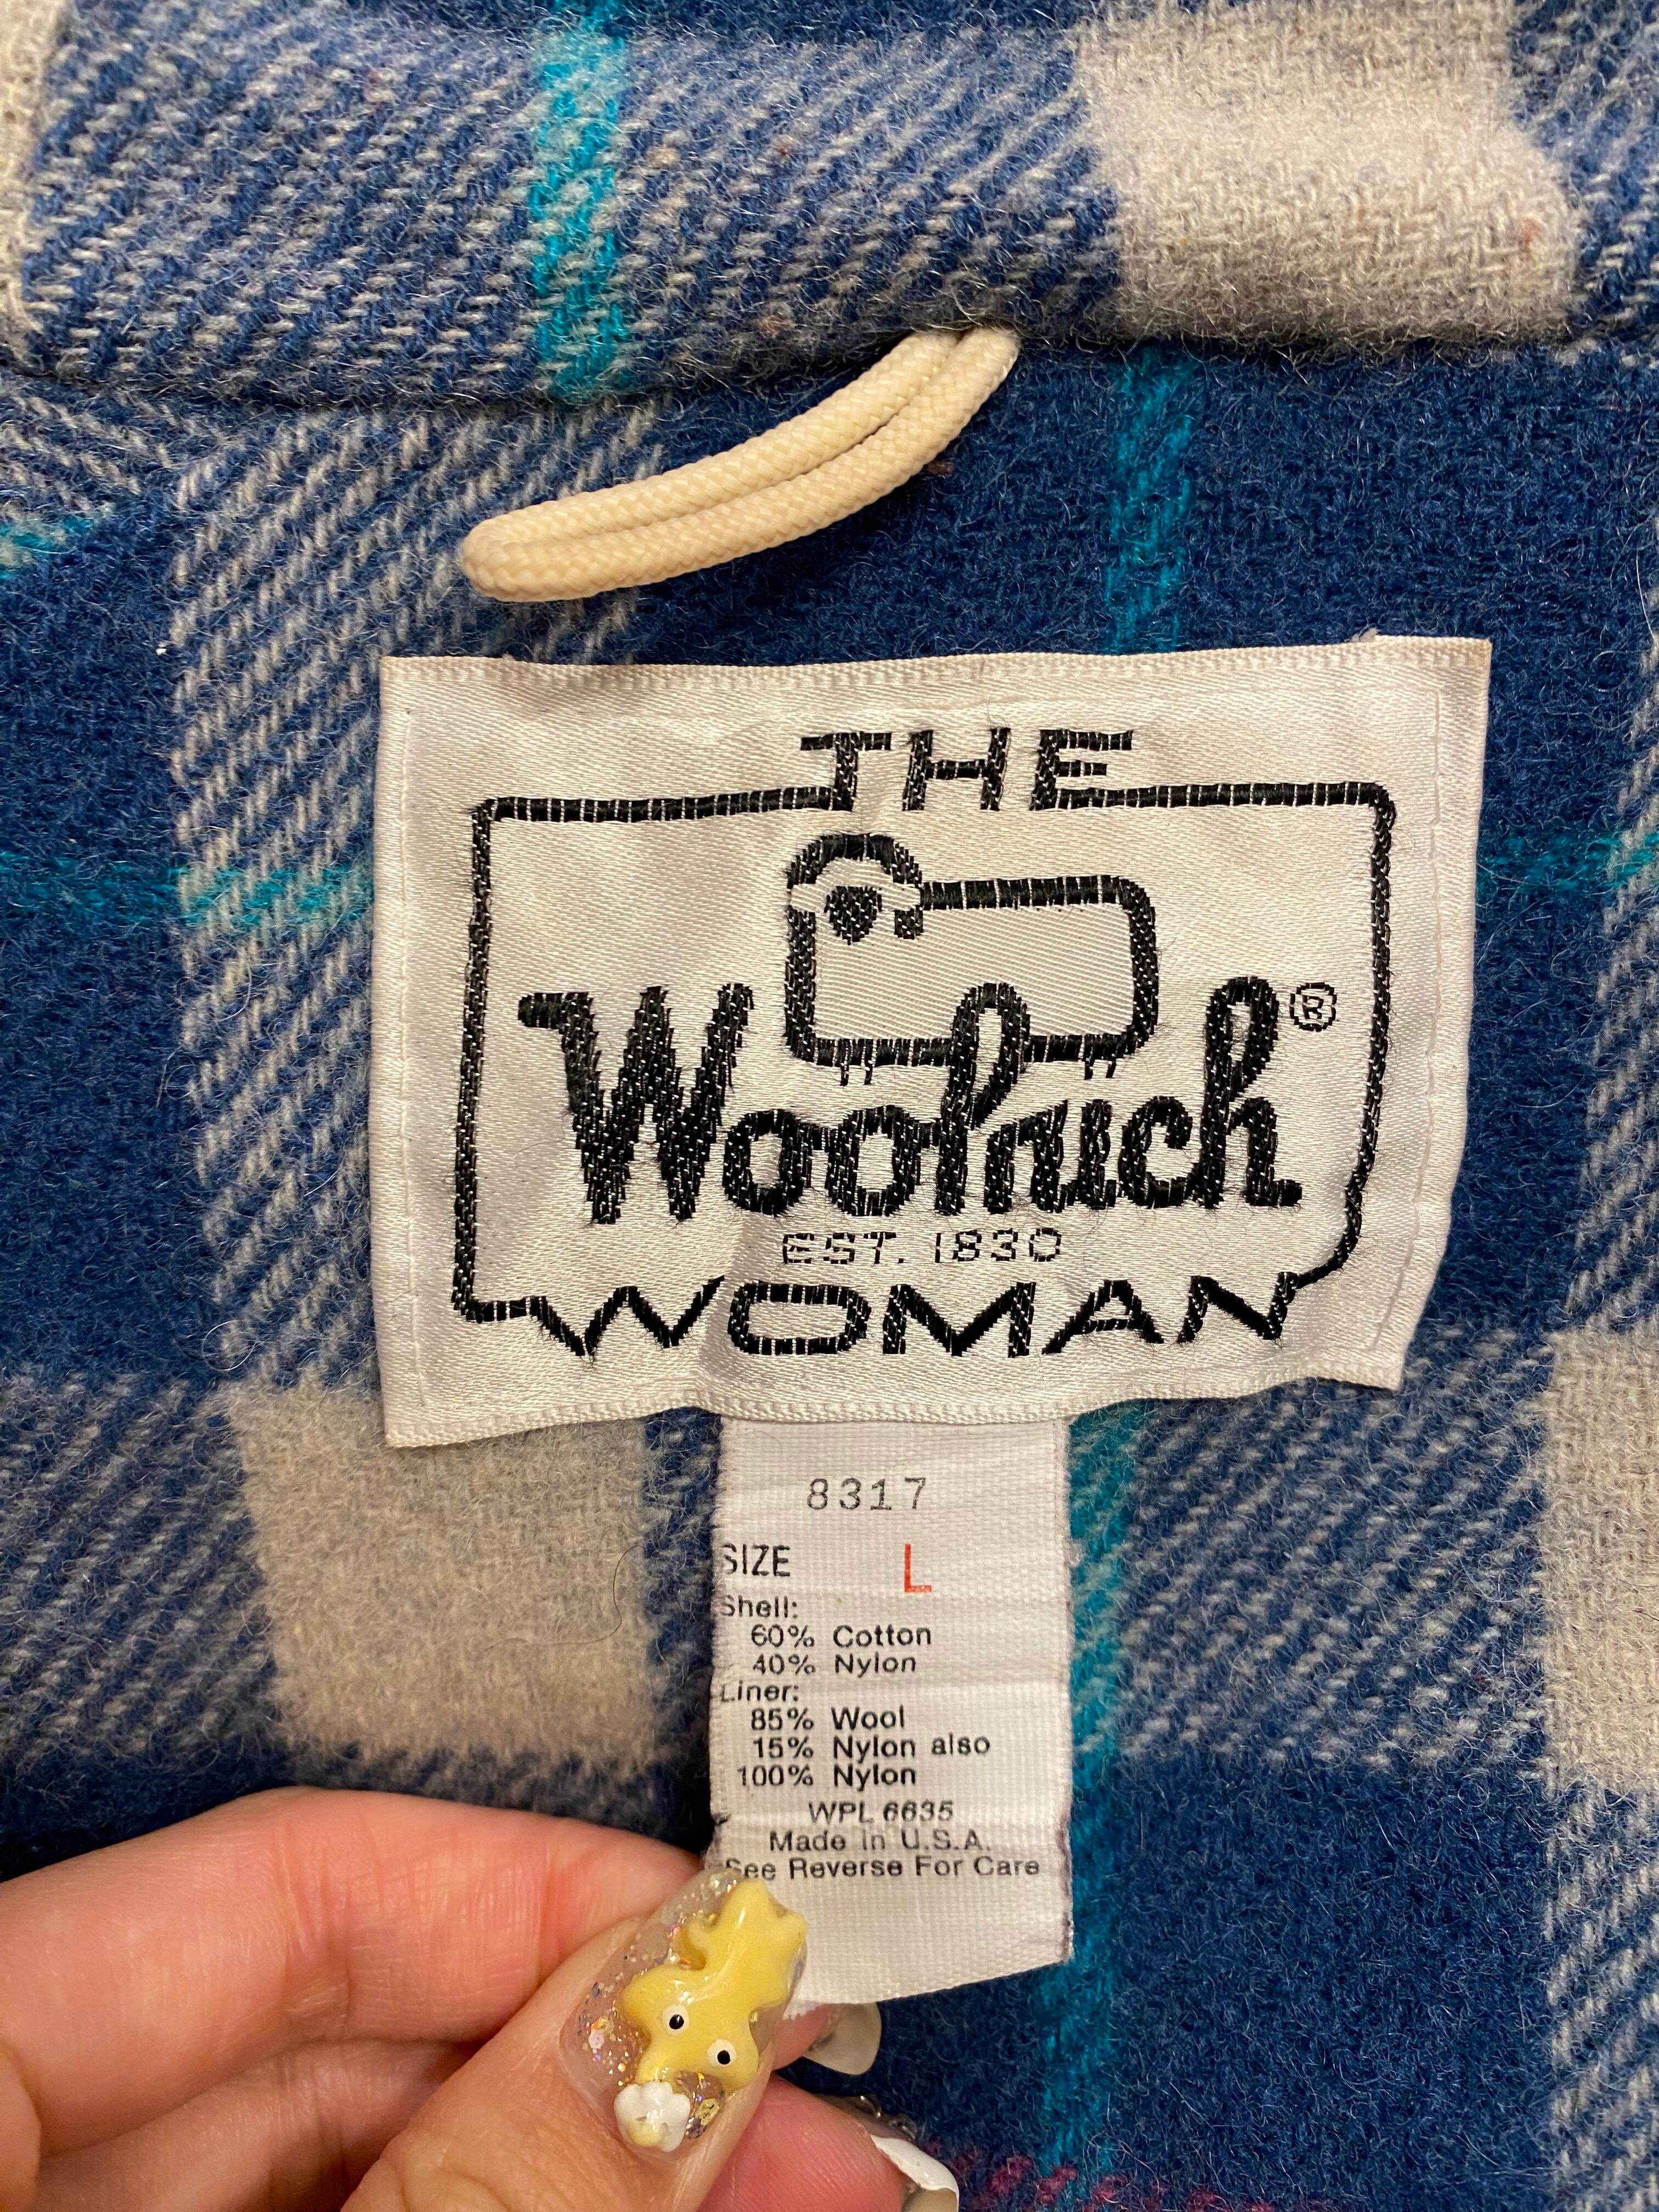 THE
Woolrich®
EST. 1830
WOMAN
8317
SIZE L
Shell:
60% Cotton
40% Nylon
Liner:
85% Wool
15% Nylon also
100% Nylon
WPL 6635
Made in U.S.A.
See Reverse For Care